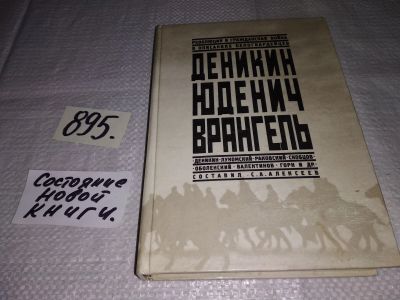 РЕВОЛЮЦИЯ И ГРАЖДАНСКАЯ ВОЙНА
В ОПИСАНИЯХ БЕЛОГВАРДЕЙЦЕВ
ДЕНИКИН
ЮДЕНИЧ
ВРАНГЕЛЬ
ДЕНИКИН·ЛУКОМСКИЙ·РАКОВСКИЙ·СКОБЦОВ·
ОБОЛЕНСКИЙ·ВАЛЕНТИНОВ·ГОРН И ДР.
СОСТАВИЛ С.А.АЛЕКСЕЕВ
895.
Состояние
новой
книги.